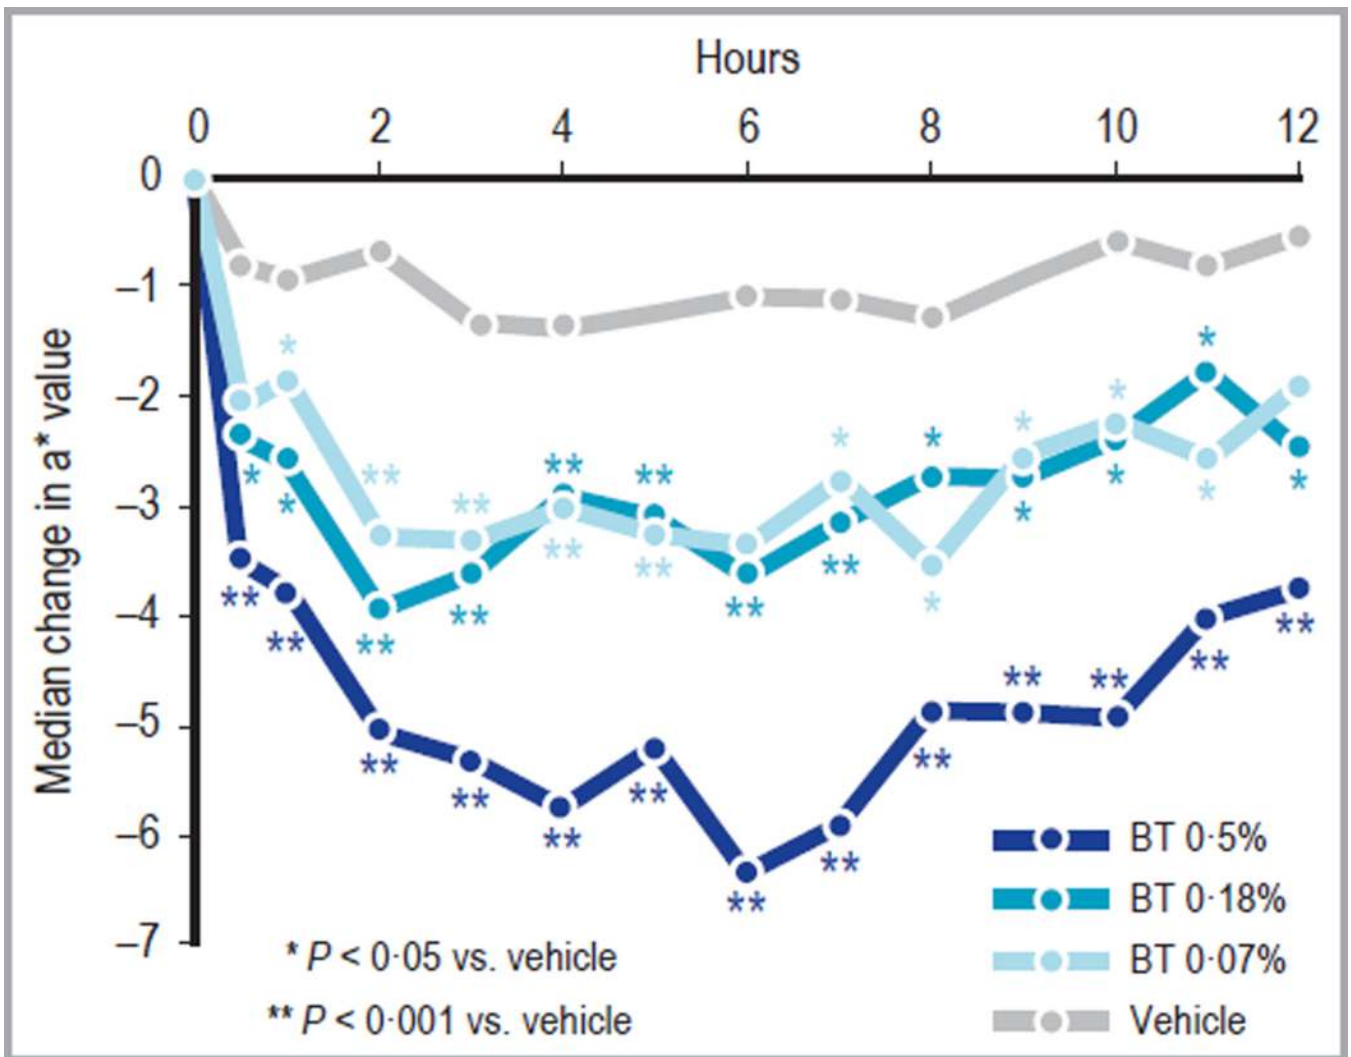 Hours
0 2 4 6 8 10 12
0
–1
–2
–3
–4
–5
–6
–7
Median change in a* value
* P < 0·05 vs. vehicle
** P < 0·001 vs. vehicle
BT 0·5%
BT 0·18%
BT 0·07%
Vehicle